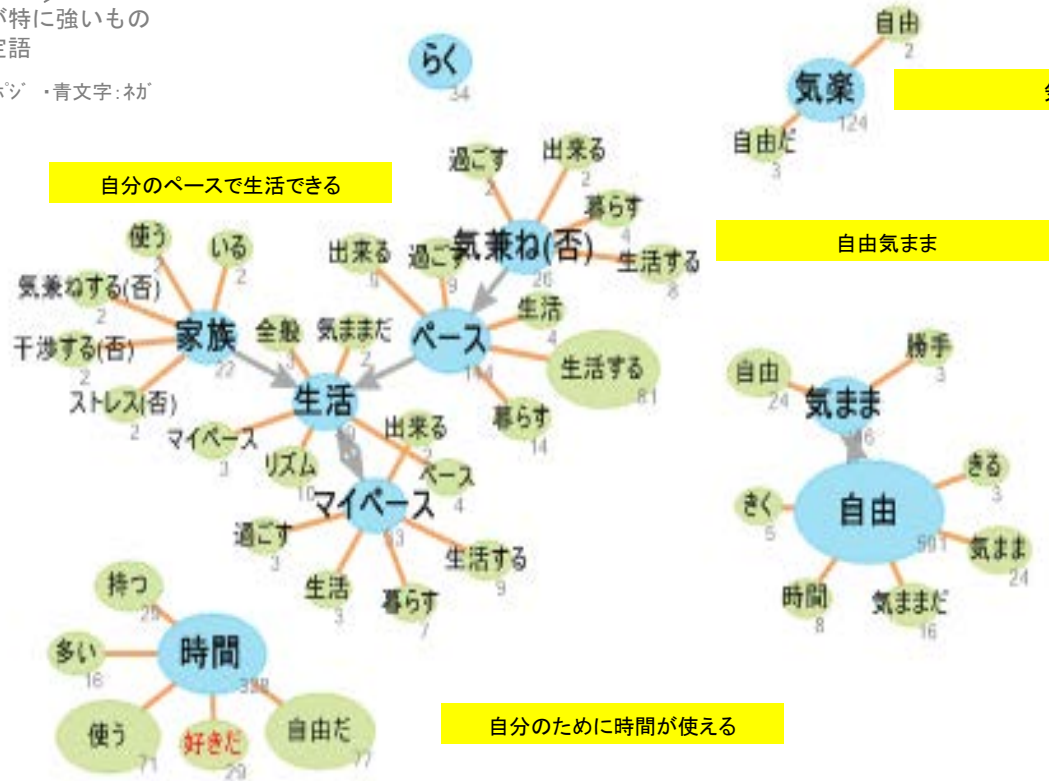 が特に強いもの
定語
ポジ ・青文字:ネガ
らく
34
自由
2
気楽
124
自由だ
3
自分のペースで生活できる
自由気まま
過ごす
2
出来る
2
暮らす
4
気兼ね(否)
26
生活する
8
使う
2
いる
2
気兼ねする(否)
2
干渉する(否)
2
ストレス(否)
2
家族
22
出来る
過ごす
9
ペース
生活
4
生活する
81
暮らす
14
全般
3
気ままだ
2
生活
マイペース
3
リズム
10
出来る
2
ペース
4
マイペース
過ごす
3
生活
3
暮らす
7
生活する
9
自由
24
勝手
3
気まま
自由
591
きる
3
きく
5
気まま
24
時間
8
気ままだ
16
持つ
多い
16
時間
使う
71
好きだ
29
自由だ
77
自分のために時間が使える